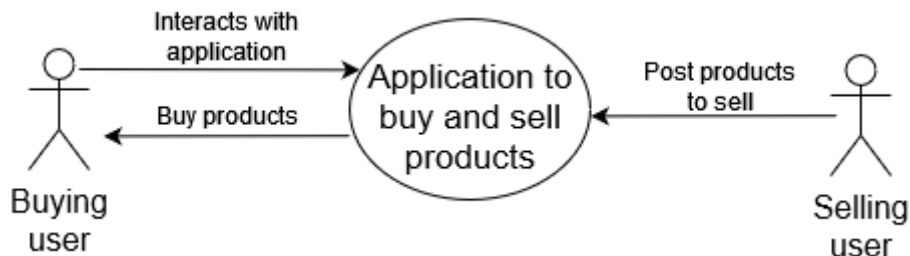 Interacts with
application
Buy products
Application to
buy and sell
products
Post products
to sell
Buying
user
Selling
user